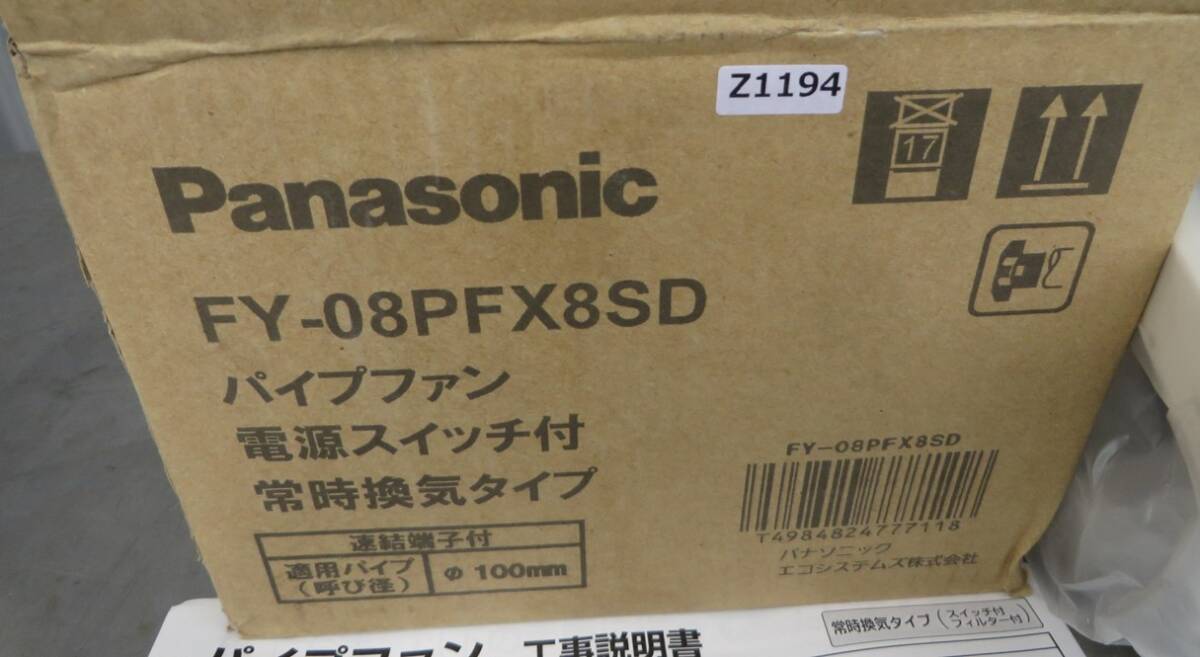 Z1194
17
Panasonic
FY-08PFX8SD
パイプファン
電源スイッチ付
常時換気タイプ
速結端子付
適用パイプ
(呼び径)
φ 100mm
FY-08PFX8SD
T4984824777118
パナソニック
エコシステムズ株式会社
パイプファン 工事説明書
常時換気タイプ(スイッチ付
フィルター付)